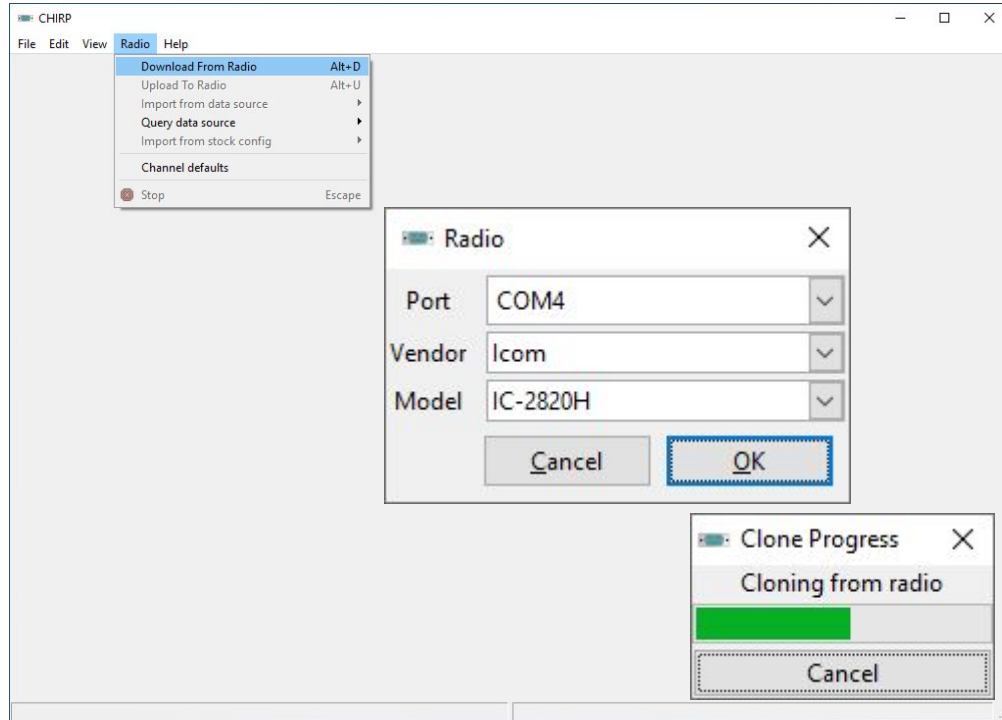 CHIRP
File Edit View Radio Help
Download From Radio Alt+D
Upload To Radio Alt+U
Import from data source
Query data source
Import from stock config
Channel defaults
Stop Escape
Radio
Port COM4
Vendor Icom
Model IC-2820H
Cancel OK
Clone Progress
Cloning from radio
Cancel